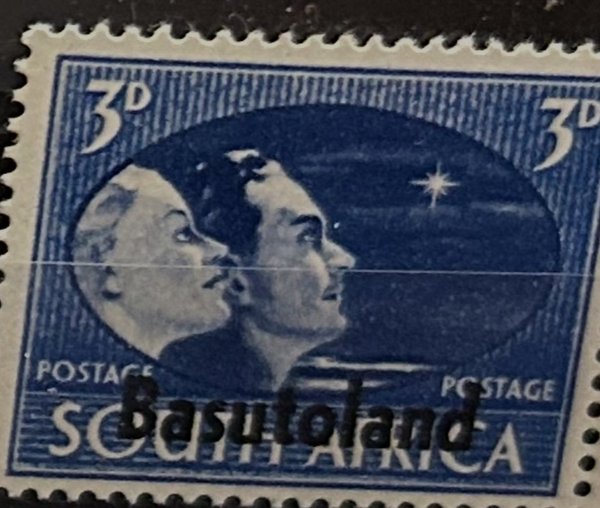 3D 3D
POSTAGE POSTAGE
Basutoland
SOUTH AFRICA